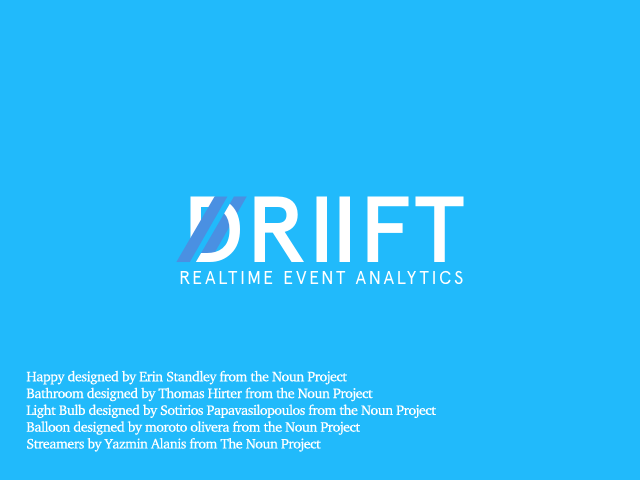 DRIIFT
REALTIME EVENT ANALYTICS
Happy designed by Erin Standley from the Noun Project
Bathroom designed by Thomas Hirter from the Noun Project
Light Bulb designed by Sotirios Papavasilopoulos from the Noun Project
Balloon designed by moroto olivera from the Noun Project
Streamers by Yazmin Alanis from The Noun Project